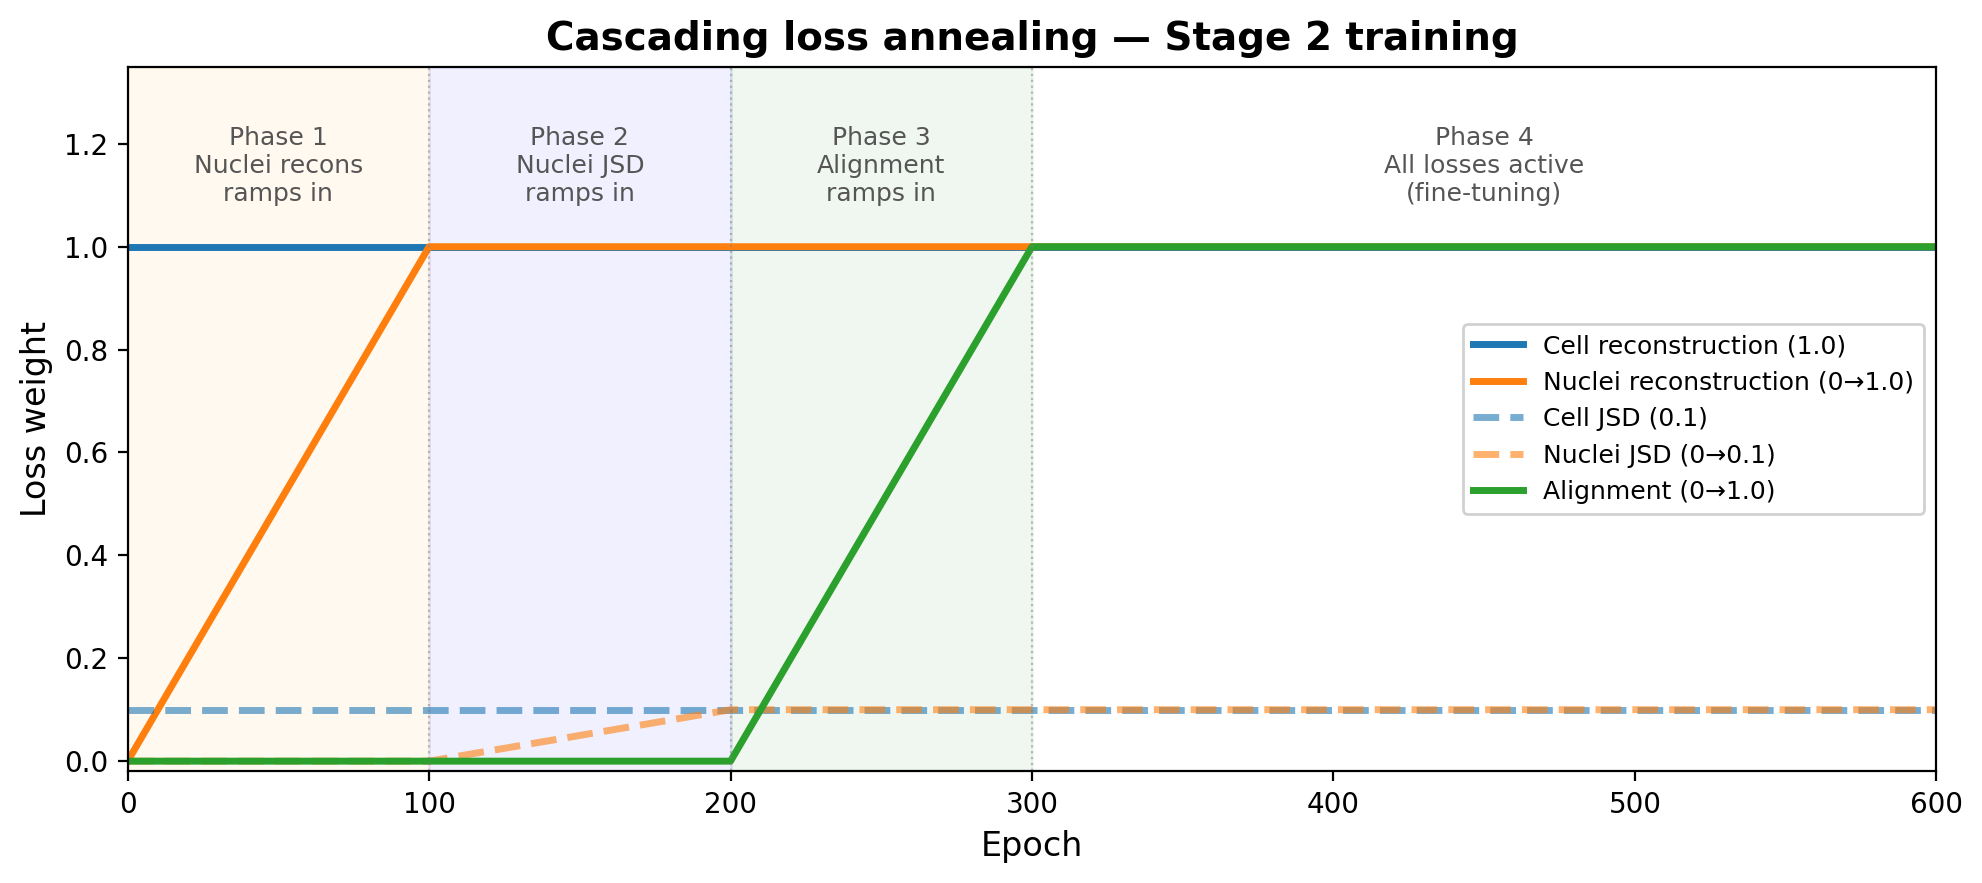 Cascading loss annealing — Stage 2 training
Phase 1
Nuclei recons
ramps in
Phase 2
Nuclei JSD
ramps in
Phase 3
Alignment
ramps in
Phase 4
All losses active
(fine-tuning)
Loss weight
1.2
1.0
0.8
0.6
0.4
0.2
0.0
Cell reconstruction (1.0)
Nuclei reconstruction (0→1.0)
Cell JSD (0.1)
Nuclei JSD (0→0.1)
Alignment (0→1.0)
0 100 200 300 400 500 600
Epoch